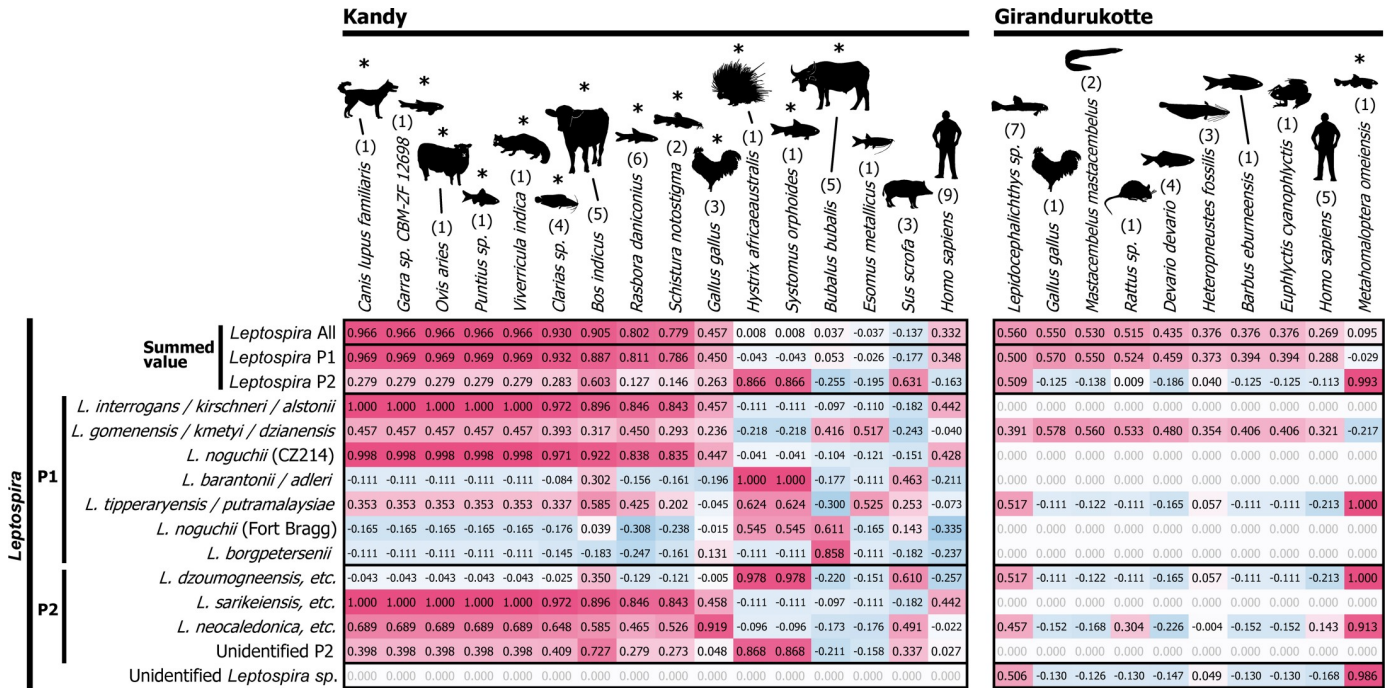 Kandy
Girandurukotte
* * * * * * * * * * * * * *
(1) (1) (1) (1) (1) (4) (5) (6) (2) (3) (1) (1) (5) (1) (3) (9)
(7) (1) (2) (1) (4) (3) (1) (1) (5) (1)
Canis lupus familiaris
Garra sp. CBM-ZF 12698
Ovis aries
Puntius sp.
Viverricula indica
Clarias sp.
Bos indicus
Rasbora daniconius
Schistura notostigma
Gallus gallus
Hystrix africaeaustralis
Systomus orphoides
Bubalus bubalis
Esomus metallicus
Sus scrofa
Homo sapiens
Lepidocephalichthys sp.
Gallus gallus
Mastacembelus mastacembelus
Rattus sp.
Devario devario
Heteropneustes fossilis
Barbus eburneensis
Euphlyctis cyanophlyctis
Homo sapiens
Metahomaloptera omeiensis
Leptospira
Summed value
P1
P2
Leptospira All 0.966 0.966 0.966 0.966 0.966 0.930 0.905 0.802 0.779 0.457 0.008 0.008 0.037 -0.037 -0.137 0.332 0.560 0.550 0.530 0.515 0.435 0.376 0.376 0.376 0.269 0.095
Leptospira P1 0.969 0.969 0.969 0.969 0.969 0.932 0.887 0.811 0.786 0.450 -0.043 -0.043 0.053 -0.026 -0.177 0.348 0.500 0.570 0.550 0.524 0.459 0.373 0.394 0.394 0.288 -0.029
Leptospira P2 0.279 0.279 0.279 0.279 0.279 0.283 0.603 0.127 0.146 0.263 0.866 0.866 -0.255 -0.195 0.631 -0.163 0.509 -0.125 -0.138 0.009 -0.186 0.040 -0.125 -0.125 -0.113 0.993
L. interrogans / kirschneri / alstonii 1.000 1.000 1.000 1.000 1.000 0.972 0.896 0.846 0.843 0.457 -0.111 -0.111 -0.097 -0.110 -0.182 0.442 0.000 0.000 0.000 0.000 0.000 0.000 0.000 0.000 0.000 0.000
L. gomenensis / kmetyi / dzianensis 0.457 0.457 0.457 0.457 0.457 0.393 0.317 0.450 0.293 0.236 -0.218 -0.218 0.416 0.517 -0.243 -0.040 0.391 0.578 0.560 0.533 0.480 0.354 0.406 0.406 0.321 -0.217
L. noguchii (CZ214) 0.998 0.998 0.998 0.998 0.998 0.971 0.922 0.838 0.835 0.447 -0.041 -0.041 -0.104 -0.121 -0.151 0.428 0.000 0.000 0.000 0.000 0.000 0.000 0.000 0.000 0.000 0.000
L. barantonii / adleri -0.111 -0.111 -0.111 -0.111 -0.111 -0.084 0.302 -0.156 -0.161 -0.196 1.000 1.000 -0.177 -0.111 0.463 -0.211 0.000 0.000 0.000 0.000 0.000 0.000 0.000 0.000 0.000 0.000
L. tipperaryensis / putramalaysiae 0.353 0.353 0.353 0.353 0.353 0.337 0.585 0.425 0.202 -0.045 0.624 0.624 -0.300 0.525 0.253 -0.073 0.517 -0.111 -0.122 -0.111 -0.165 0.057 -0.111 -0.111 -0.213 1.000
L. noguchii (Fort Bragg) -0.165 -0.165 -0.165 -0.165 -0.165 -0.176 0.039 -0.308 -0.238 -0.015 0.545 0.545 0.611 -0.165 0.143 -0.335 0.000 0.000 0.000 0.000 0.000 0.000 0.000 0.000 0.000 0.000
L. borgpetersenii -0.111 -0.111 -0.111 -0.111 -0.111 -0.145 -0.183 -0.247 -0.161 0.131 -0.111 -0.111 0.858 -0.111 -0.182 -0.237 0.000 0.000 0.000 0.000 0.000 0.000 0.000 0.000 0.000 0.000
L. dzoumogneensis, etc. -0.043 -0.043 -0.043 -0.043 -0.043 -0.025 0.350 -0.129 -0.121 -0.005 0.978 0.978 -0.220 -0.151 0.610 -0.257 0.517 -0.111 -0.122 -0.111 -0.165 0.057 -0.111 -0.111 -0.213 1.000
L. sarikeiensis, etc. 1.000 1.000 1.000 1.000 1.000 0.972 0.896 0.846 0.843 0.458 -0.111 -0.111 -0.097 -0.111 -0.182 0.442 0.000 0.000 0.000 0.000 0.000 0.000 0.000 0.000 0.000 0.000
L. neocaledonica, etc. 0.689 0.689 0.689 0.689 0.689 0.648 0.585 0.465 0.526 0.919 -0.096 -0.096 -0.173 -0.176 0.491 -0.022 0.457 -0.152 -0.168 0.304 -0.226 -0.004 -0.152 -0.152 0.143 0.913
Unidentified P2 0.398 0.398 0.398 0.398 0.398 0.409 0.727 0.279 0.273 0.048 0.868 0.868 -0.211 -0.158 0.337 0.027 0.000 0.000 0.000 0.000 0.000 0.000 0.000 0.000 0.000 0.000
Unidentified Leptospira sp. 0.000 0.000 0.000 0.000 0.000 0.000 0.000 0.000 0.000 0.000 0.000 0.000 0.000 0.000 0.000 0.000 0.506 -0.130 -0.126 -0.130 -0.147 0.049 -0.130 -0.130 -0.168 0.986